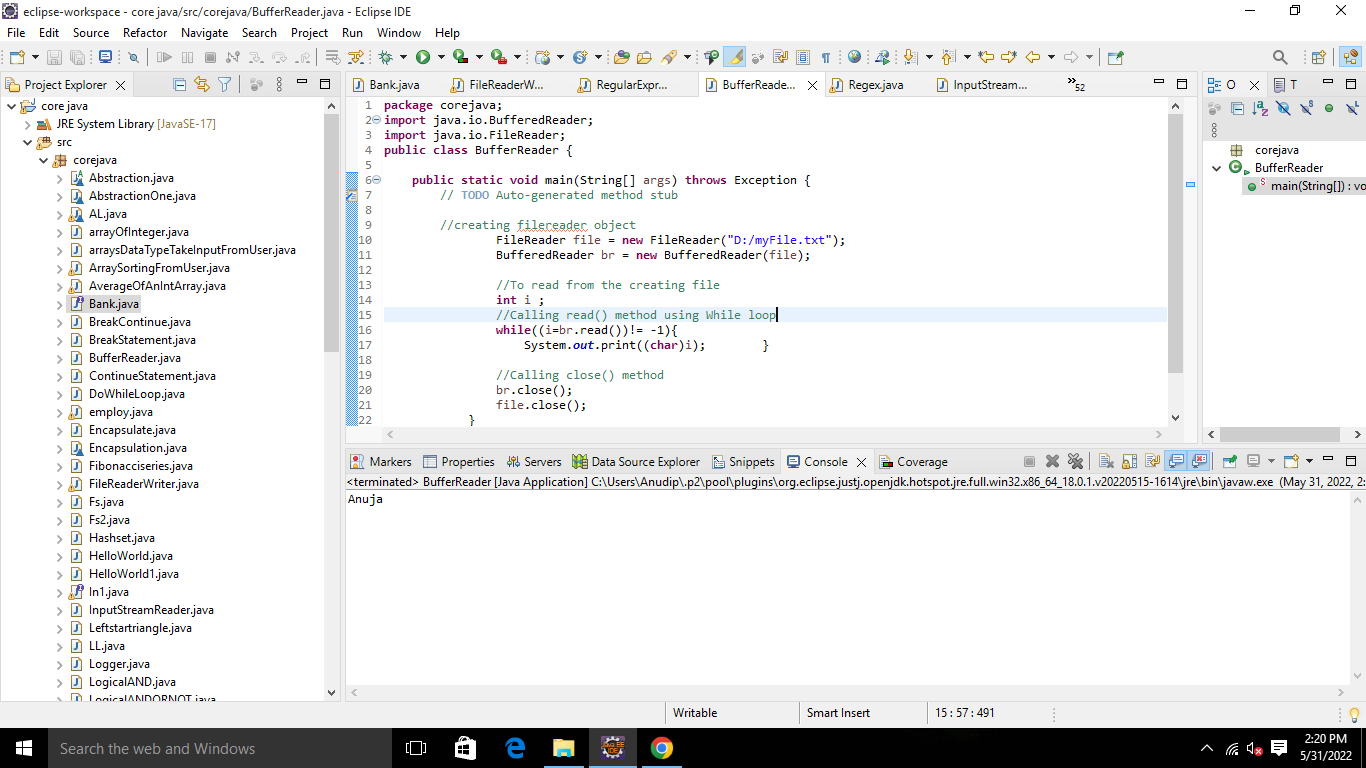 eclipse-workspace - core java/src/corejava/BufferReader.java - Eclipse IDE
File Edit Source Refactor Navigate Search Project Run Window Help
Project Explorer
core java
JRE System Library [JavaSE-17]
src
corejava
Abstraction.java
AbstractionOne.java
AL.java
arrayOfInteger.java
arraysDataTypeTakeInputFromUser.java
ArraySortingFromUser.java
AverageOfAnIntArray.java
Bank.java
BreakContinue.java
BreakStatement.java
BufferReader.java
ContinueStatement.java
DoWhileLoop.java
employ.java
Encapsulate.java
Encapsulation.java
Fibonacciseries.java
FileReaderWriter.java
Fs.java
Fs2.java
Hashset.java
HelloWorld.java
HelloWorld1.java
In1.java
InputStreamReader.java
Leftstartriangle.java
LL.java
Logger.java
LogicalAND.java
LogicalANDORNOT.java
Bank.java FileReaderW... RegularExpr... BufferReade... Regex.java InputStream... »52
1 package corejava;
2 import java.io.BufferedReader;
3 import java.io.FileReader;
4 public class BufferReader {
5
6 public static void main(String[] args) throws Exception {
7 // TODO Auto-generated method stub
8
9 //creating filereader object
10 FileReader file = new FileReader("D:/myFile.txt");
11 BufferedReader br = new BufferedReader(file);
12
13 //To read from the creating file
14 int i ;
15 //Calling read() method using While loop
16 while((i=br.read())!= -1){
17 System.out.print((char)i); }
18
19 //Calling close() method
20 br.close();
21 file.close();
22 }
O T
corejava
BufferReader
main(String[]) : vo
Markers Properties Servers Data Source Explorer Snippets Console Coverage
<terminated> BufferReader [Java Application] C:\Users\Anudip\.p2\pool\plugins\org.eclipse.justj.openjdk.hotspot.jre.full.win32.x86_64_18.0.1.v20220515-1614\jre\bin\javaw.exe (May 31, 2022, 2:
Anuja
Writable Smart Insert 15 : 57 : 491
Search the web and Windows
JAVA EE
IDE
2:20 PM
5/31/2022